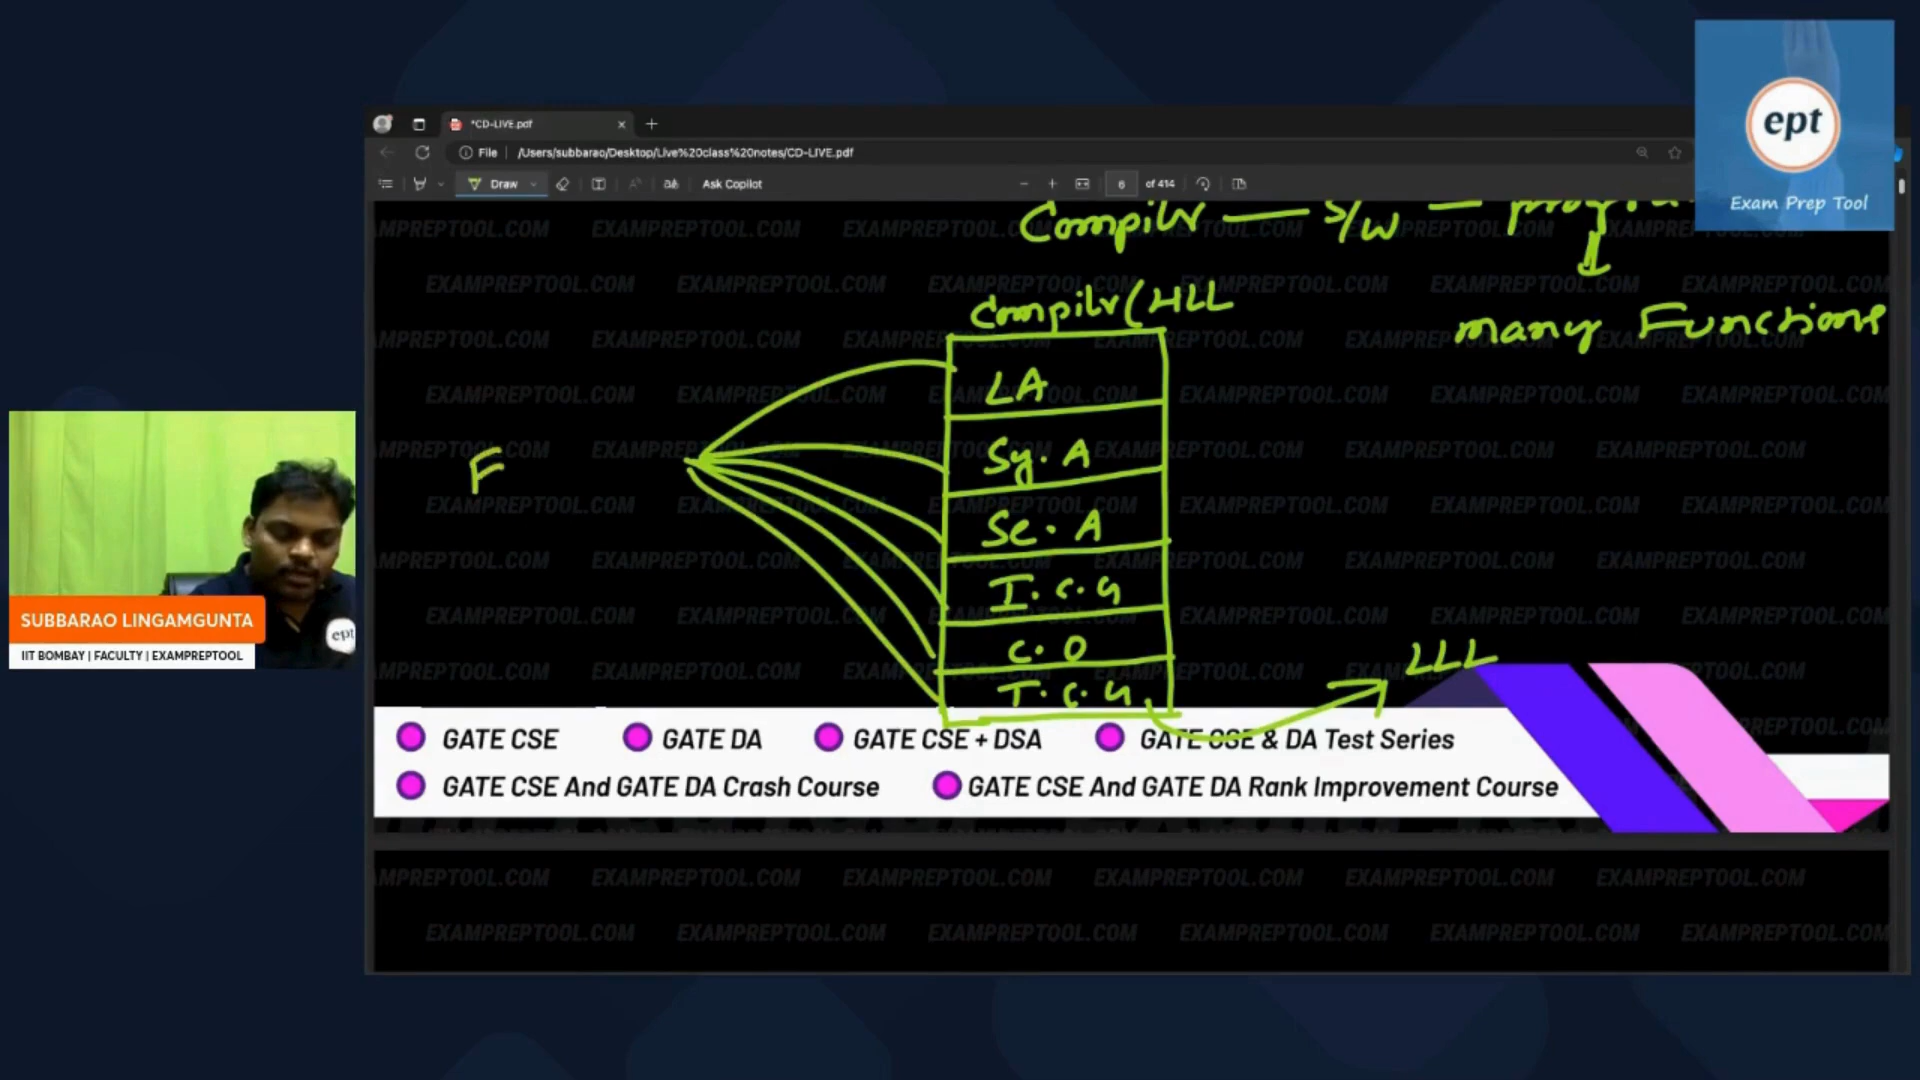 ept
Exam Prep Tool
*CD-LIVE.pdf
File | /Users/subbarao/Desktop/Live%20class%20notes/CD-LIVE.pdf
Draw
Ask Copilot
6 of 414
Compilr — S/W —
Compilr(HLL
many Functions
LA
Sy. A
Se. A
I. C. G
C. O
T. C. G
F
LLL
SUBBARAO LINGAMGUNTA
IIT BOMBAY | FACULTY | EXAMPREPTOOL
ept
GATE CSE
GATE DA
GATE CSE + DSA
GATE CSE & DA Test Series
GATE CSE And GATE DA Crash Course
GATE CSE And GATE DA Rank Improvement Course
EXAMPREPTOOL.COM